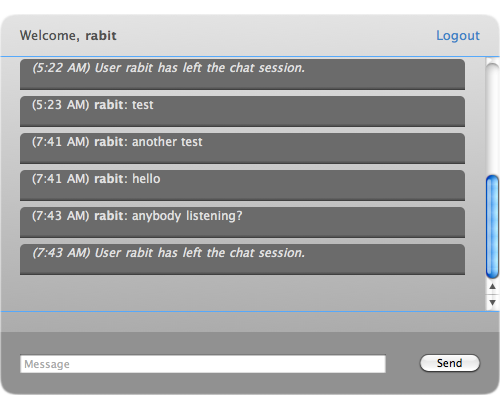 Welcome, rabit
Logout
(5:22 AM) User rabit has left the chat session.
(5:23 AM) rabit: test
(7:41 AM) rabit: another test
(7:41 AM) rabit: hello
(7:43 AM) rabit: anybody listening?
(7:43 AM) User rabit has left the chat session.
Message
Send